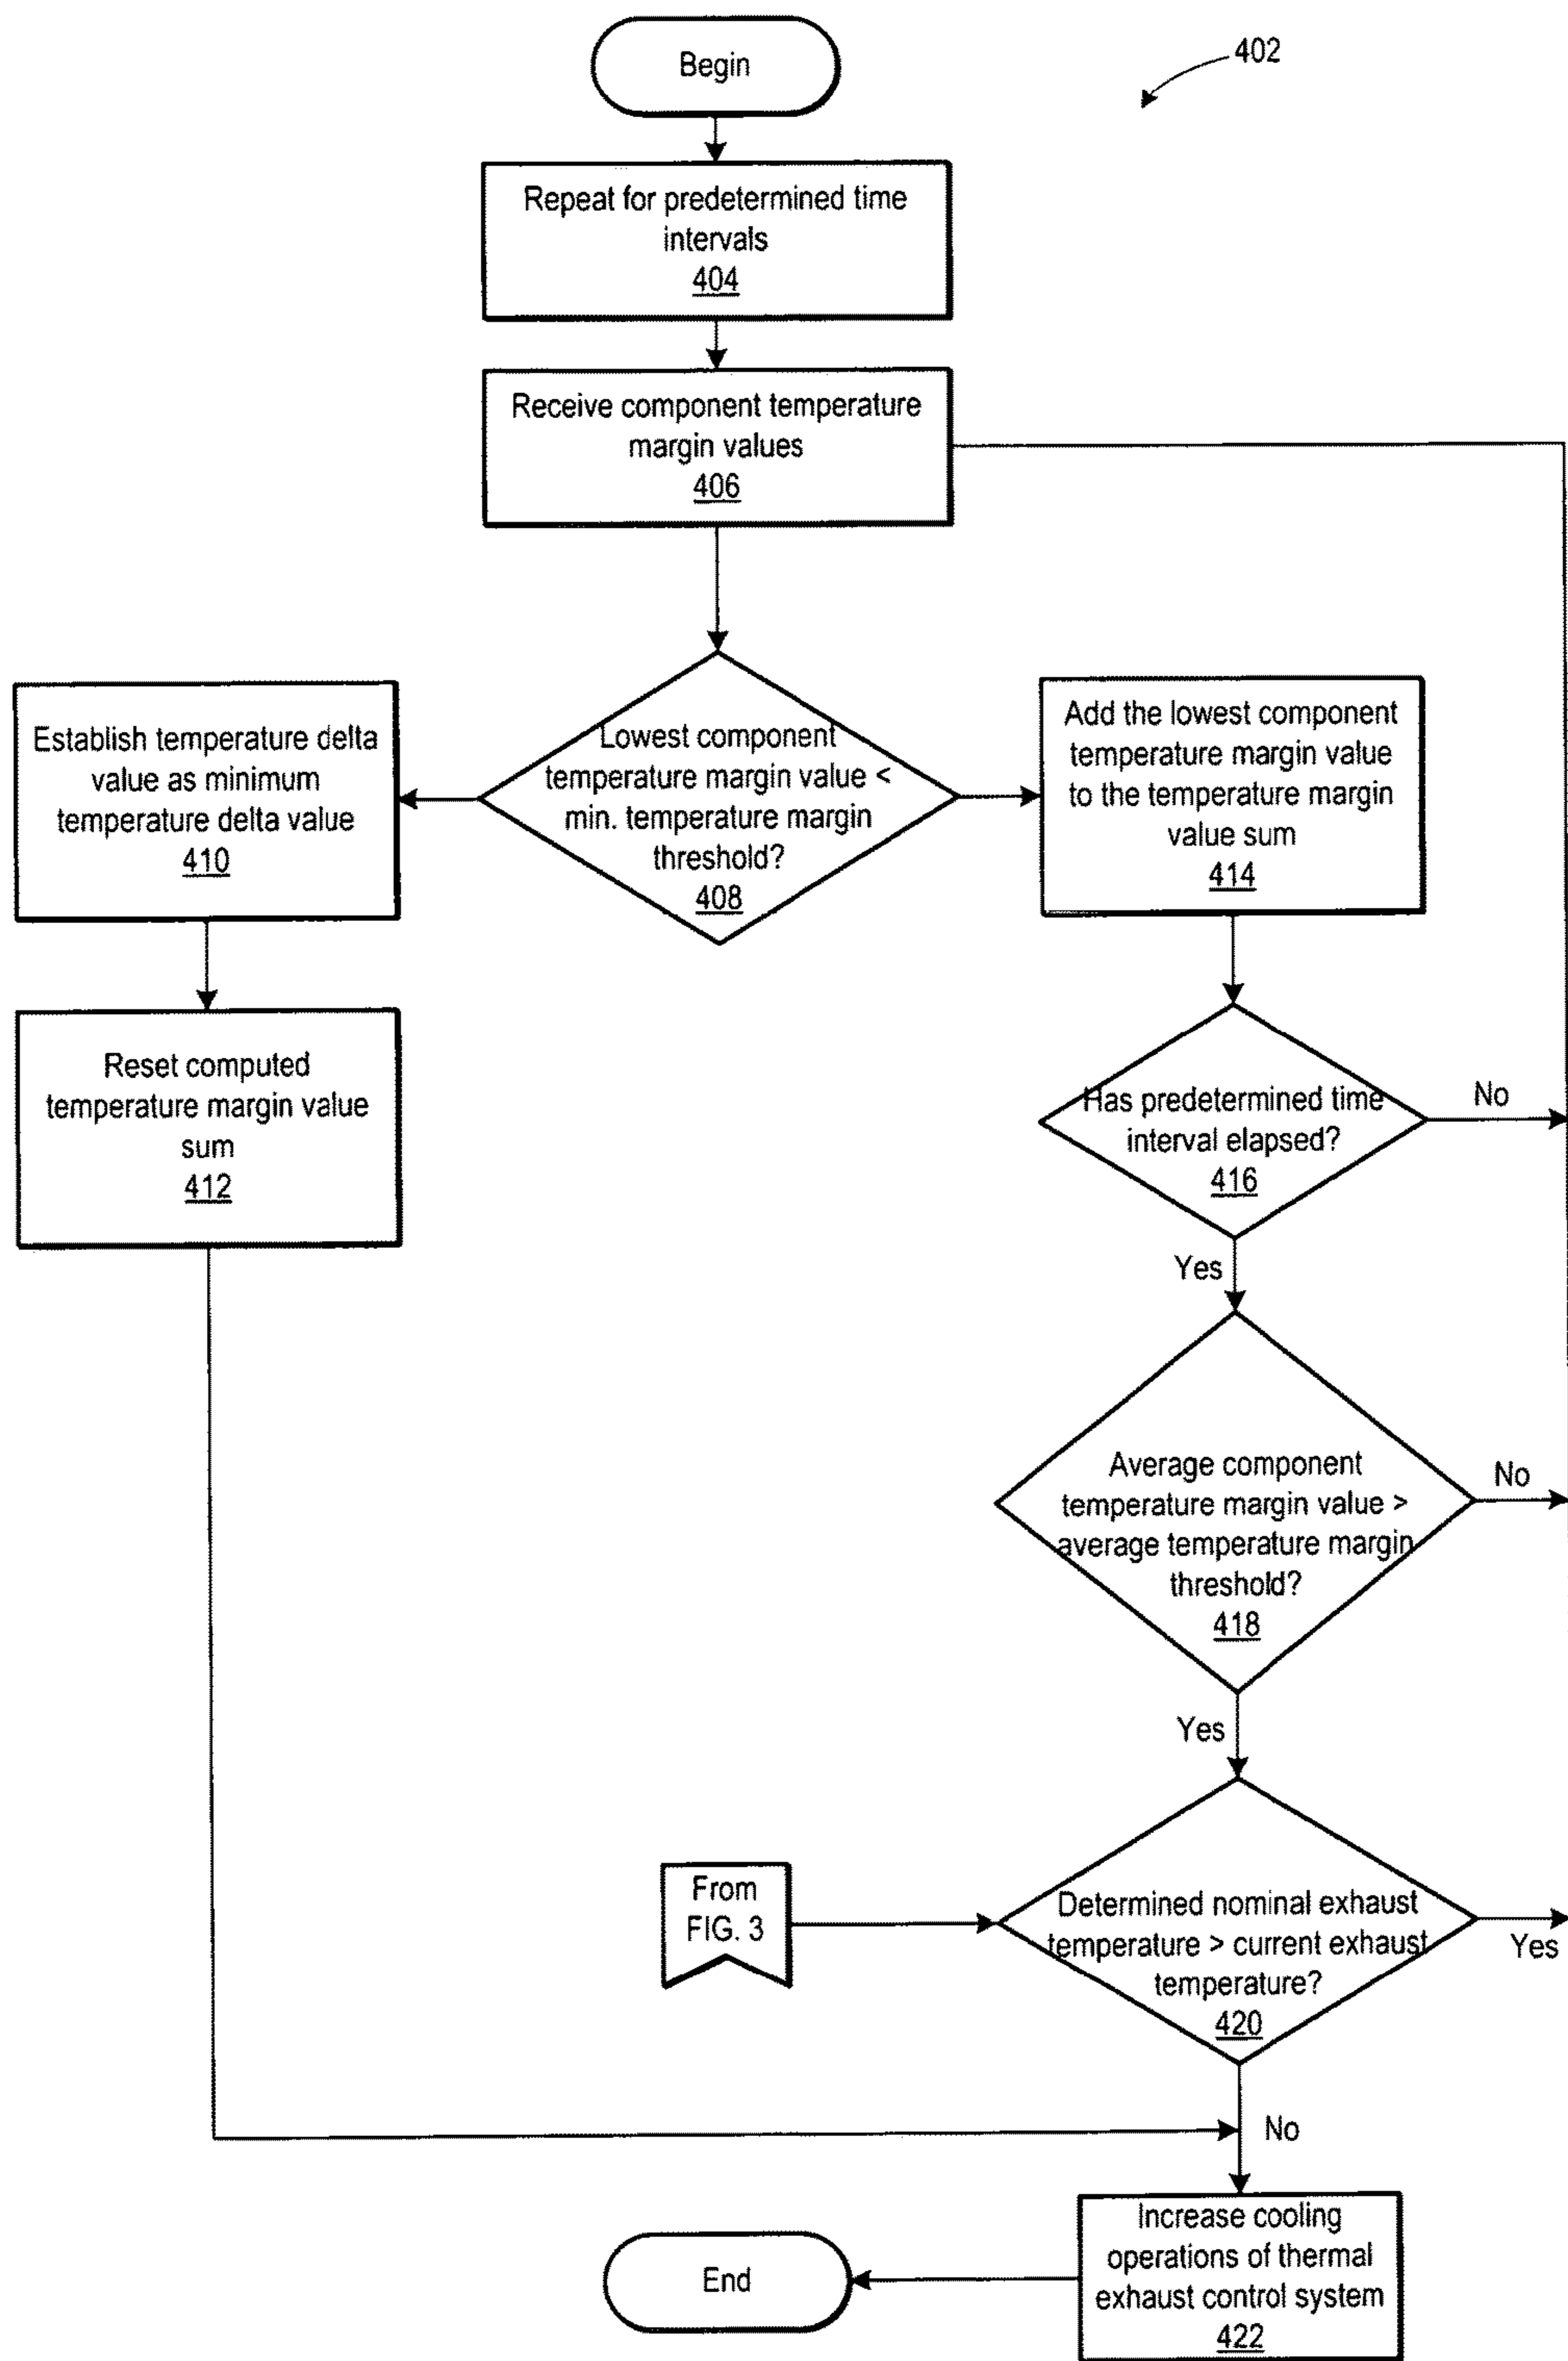 Begin
402
Repeat for predetermined time
intervals
404
Receive component temperature
margin values
406
Lowest component
temperature margin value <
min. temperature margin
threshold?
408
Establish temperature delta
value as minimum
temperature delta value
410
Add the lowest component
temperature margin value
to the temperature margin
value sum
414
Reset computed
temperature margin value
sum
412
Has predetermined time
interval elapsed?
416
No
Yes
Average component
temperature margin value >
average temperature margin
threshold?
418
No
Yes
From
FIG. 3
Determined nominal exhaust
temperature > current exhaust
temperature?
420
Yes
No
Increase cooling
operations of thermal
exhaust control system
422
End